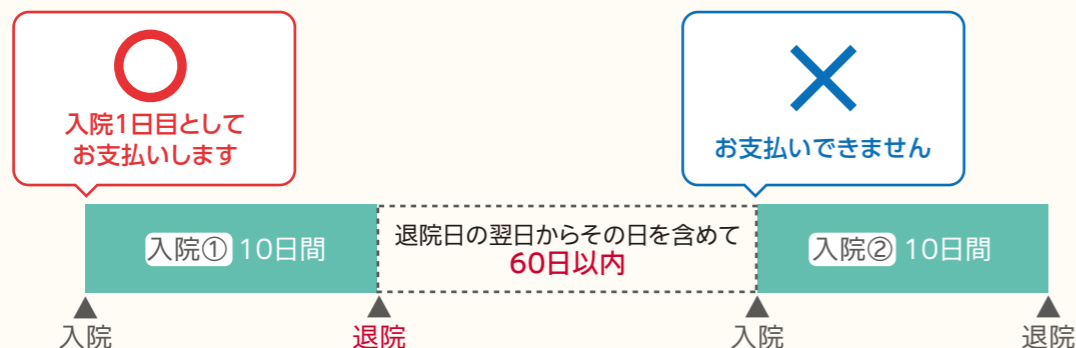 入院1日目として
お支払いします
お支払いできません
入院① 10日間
退院日の翌日からその日を含めて
60日以内
入院② 10日間
入院
退院
入院
退院